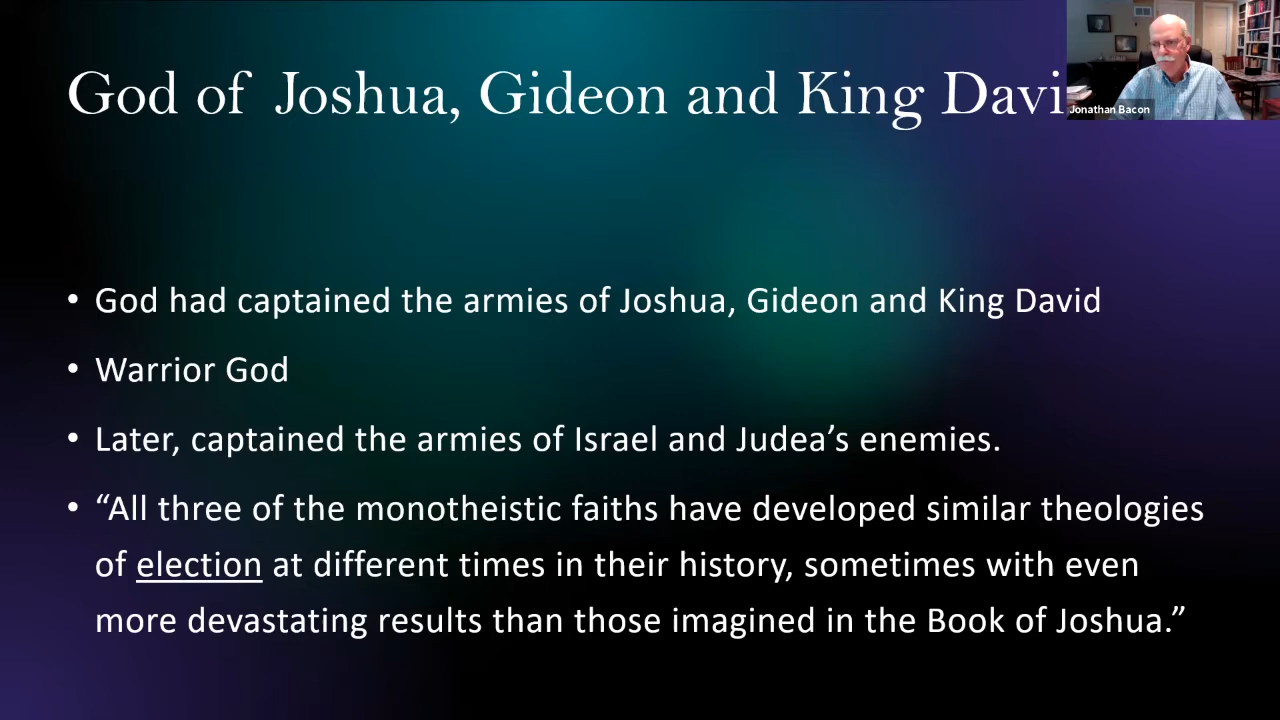 God of Joshua, Gideon and King Davi
Jonathan Bacon
• God had captained the armies of Joshua, Gideon and King David
• Warrior God
• Later, captained the armies of Israel and Judea’s enemies.
• “All three of the monotheistic faiths have developed similar theologies
of election at different times in their history, sometimes with even
more devastating results than those imagined in the Book of Joshua.”